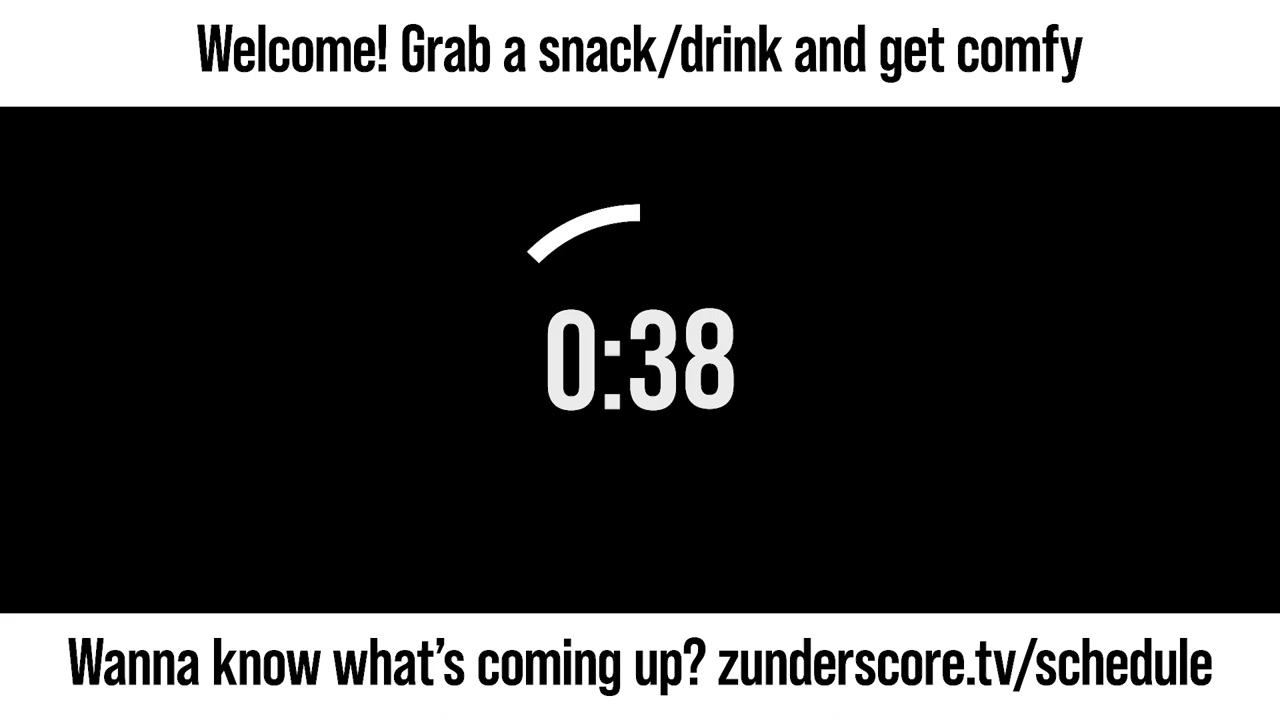 Welcome! Grab a snack/drink and get comfy
0:38
Wanna know what’s coming up? zunderscore.tv/schedule